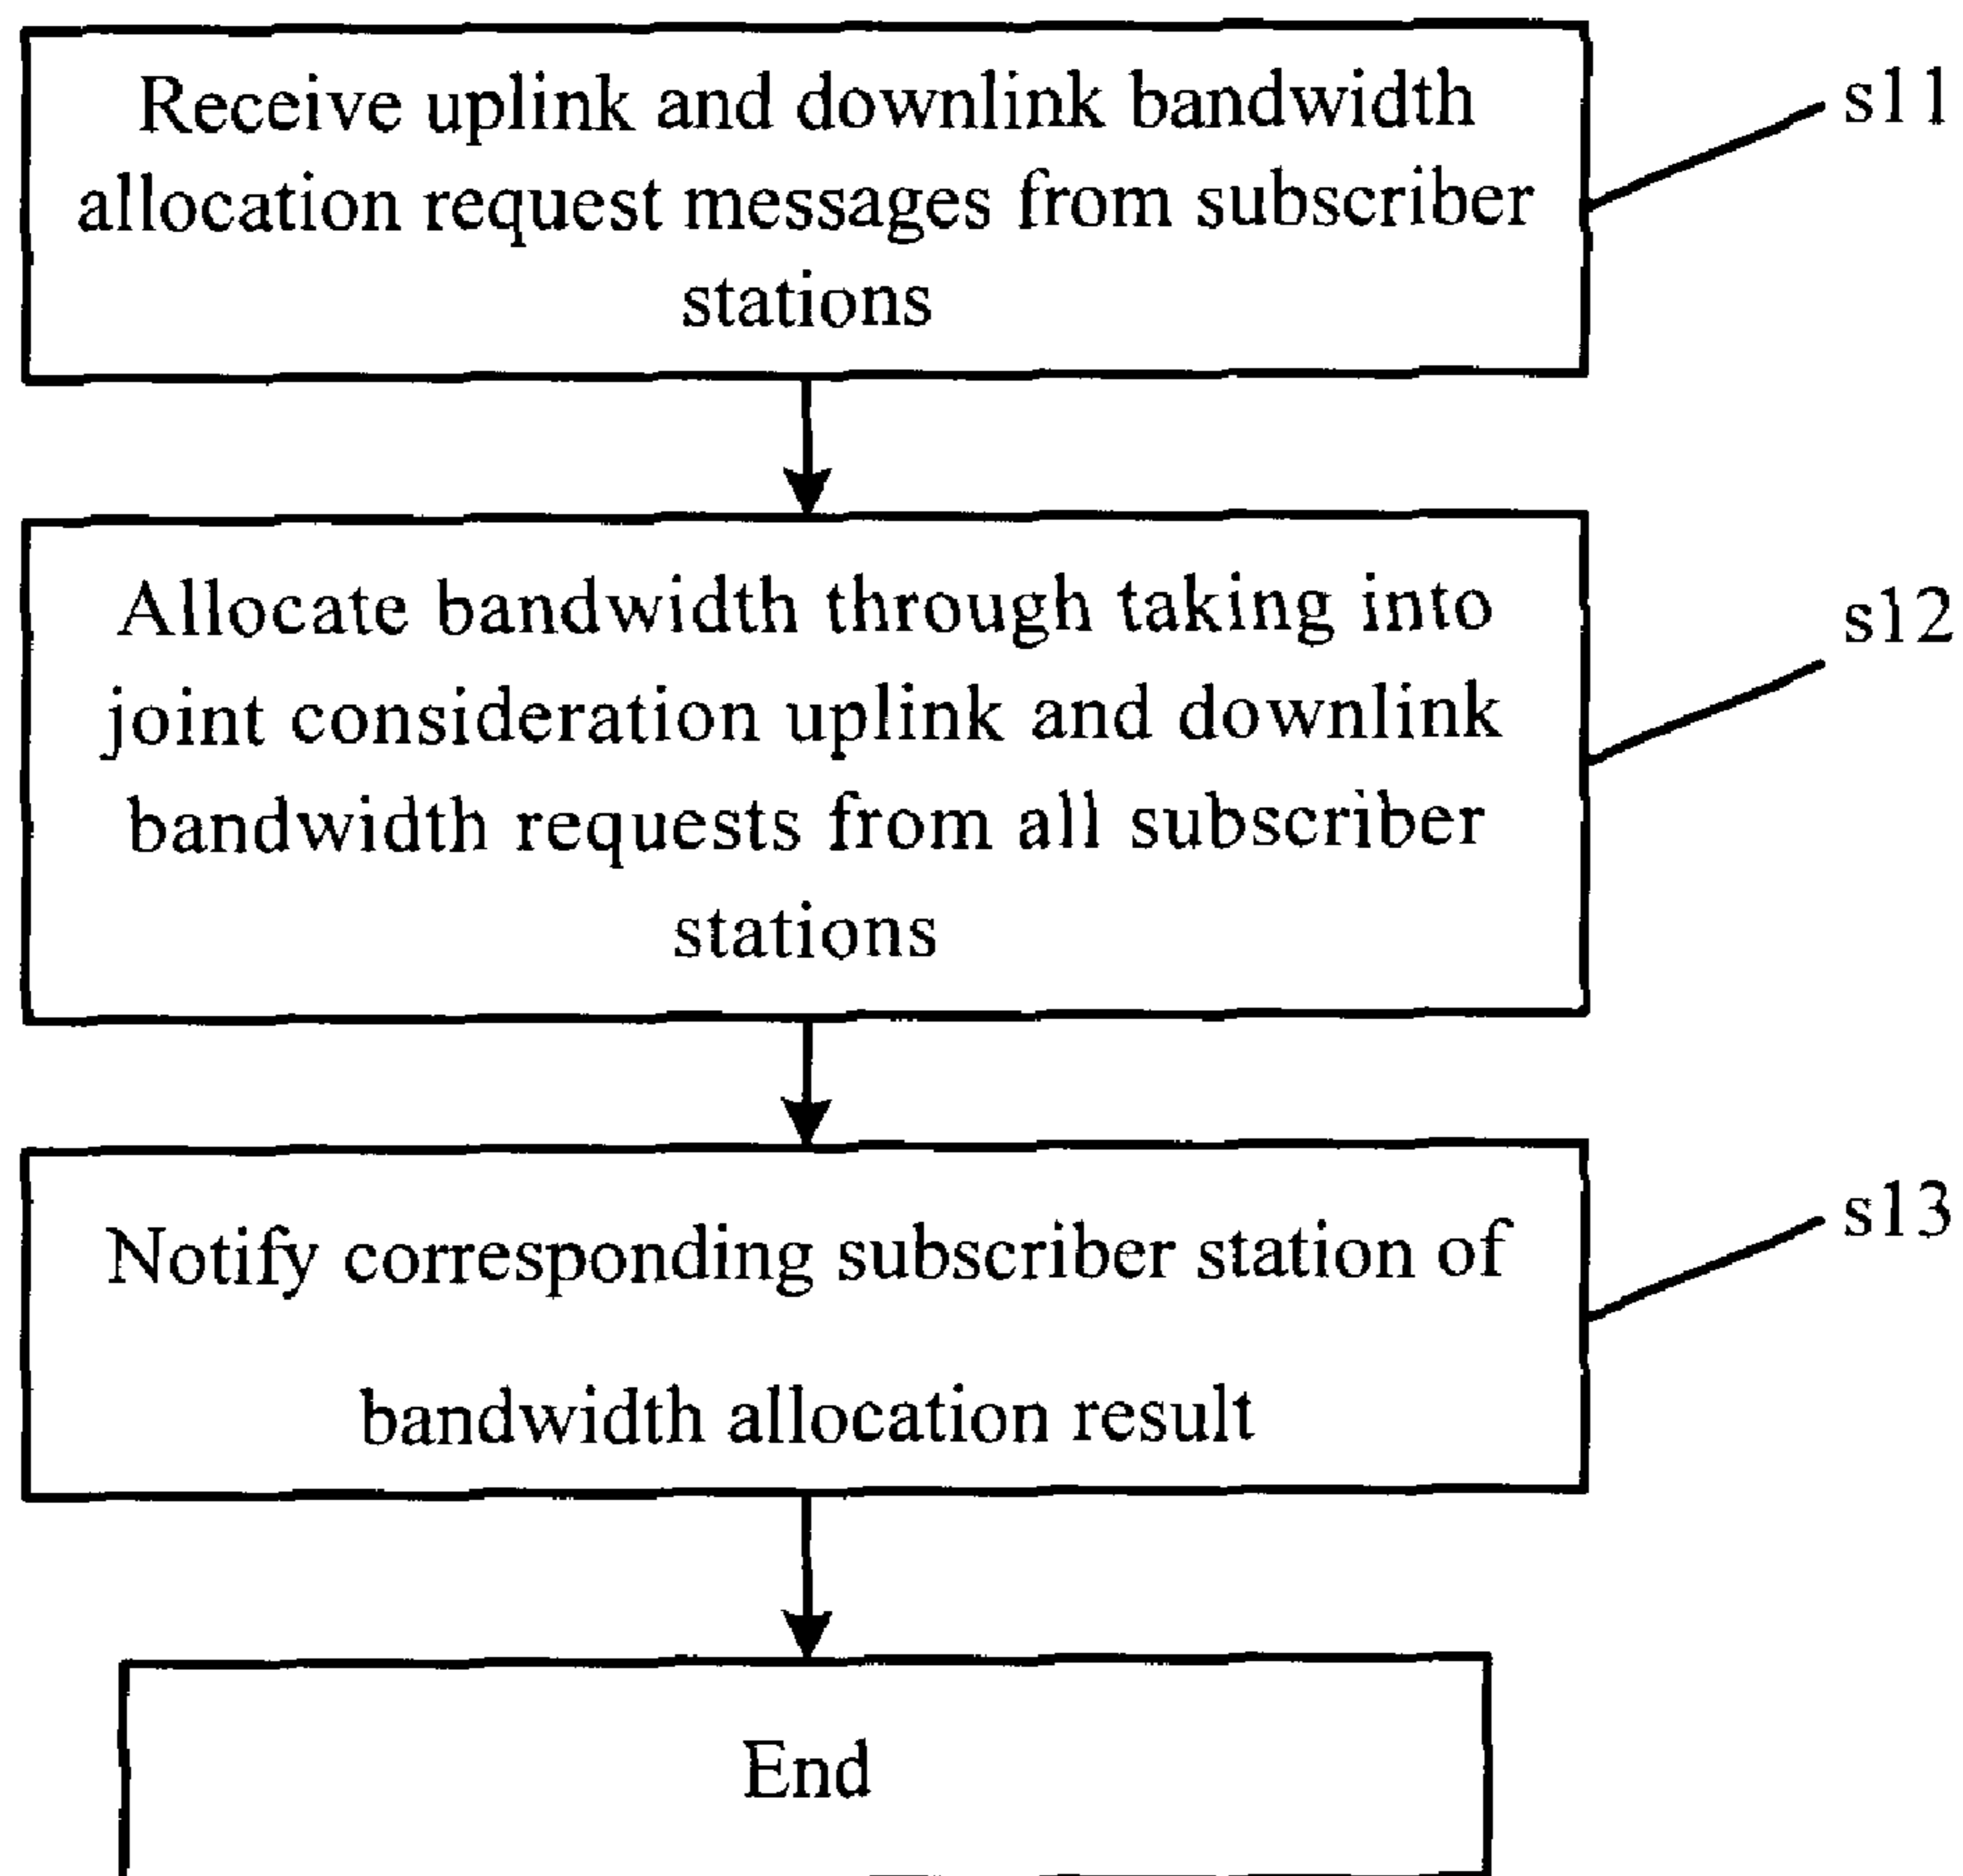 Receive uplink and downlink bandwidth
allocation request messages from subscriber
stations
s11
Allocate bandwidth through taking into
joint consideration uplink and downlink
bandwidth requests from all subscriber
stations
s12
Notify corresponding subscriber station of
bandwidth allocation result
s13
End